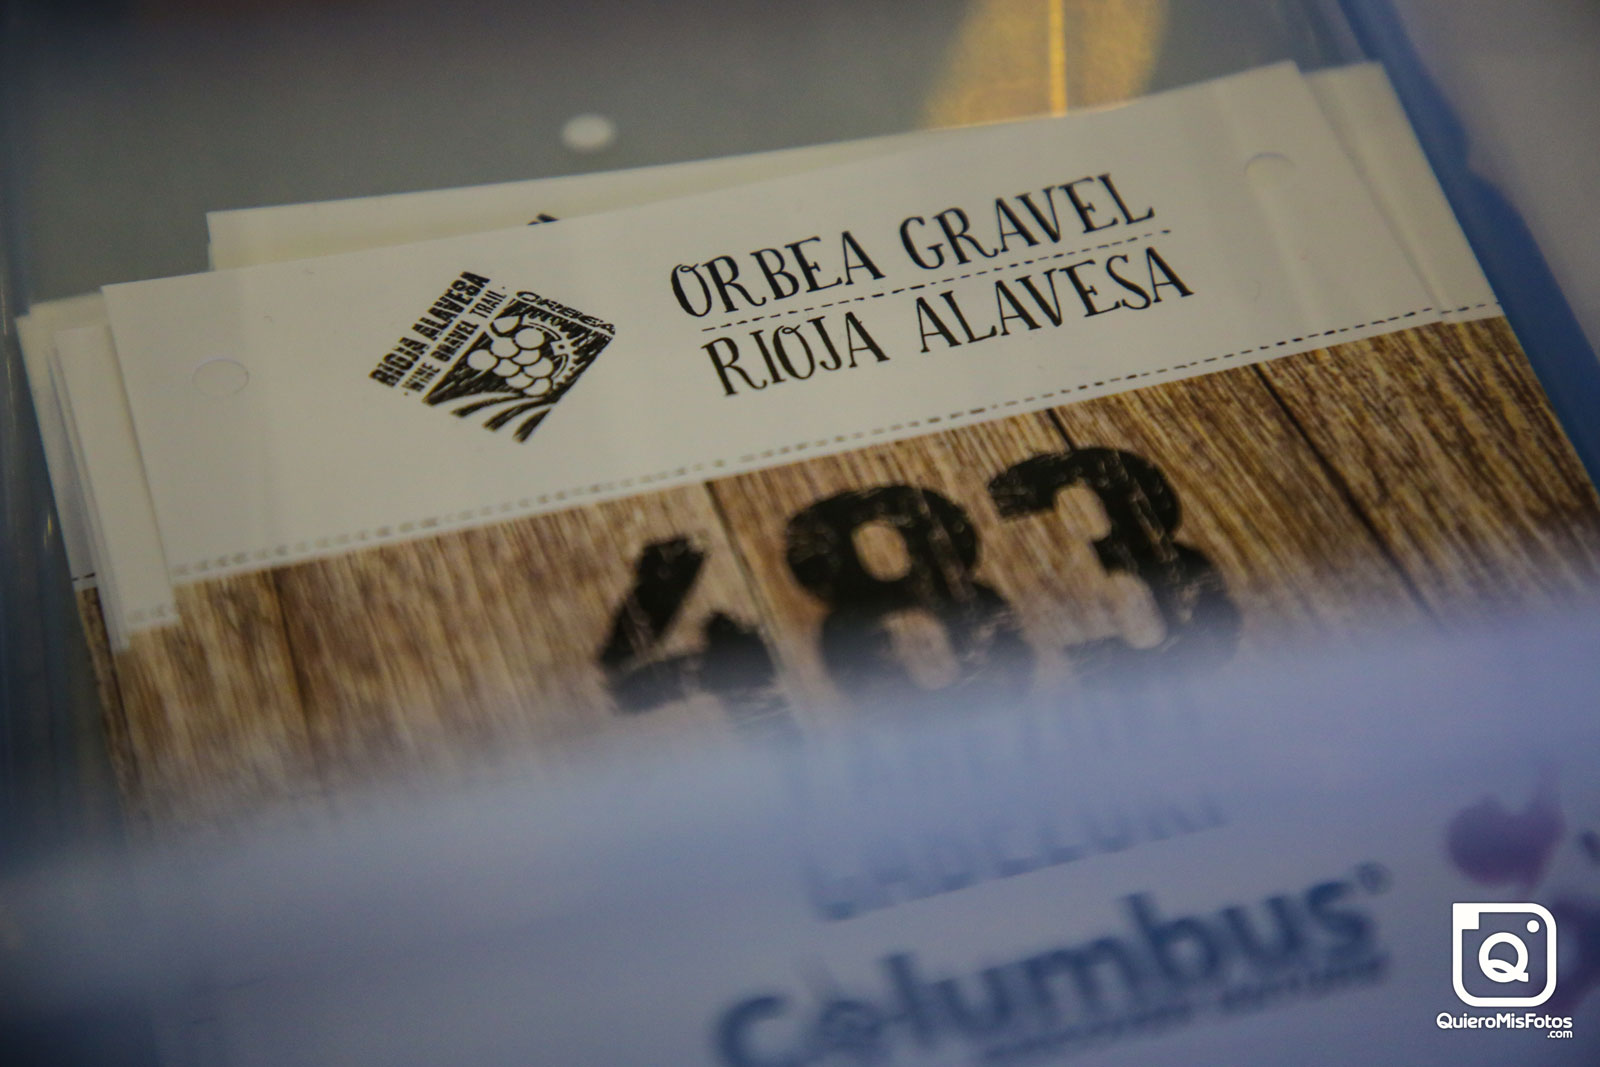 ORBEA GRAVEL
RIOJA ALAVESA
RIOJA ALAVESA
·WINE GRAVEL TRAIL·
ORBEA
483
Columbus®
QuieroMisFotos
.com